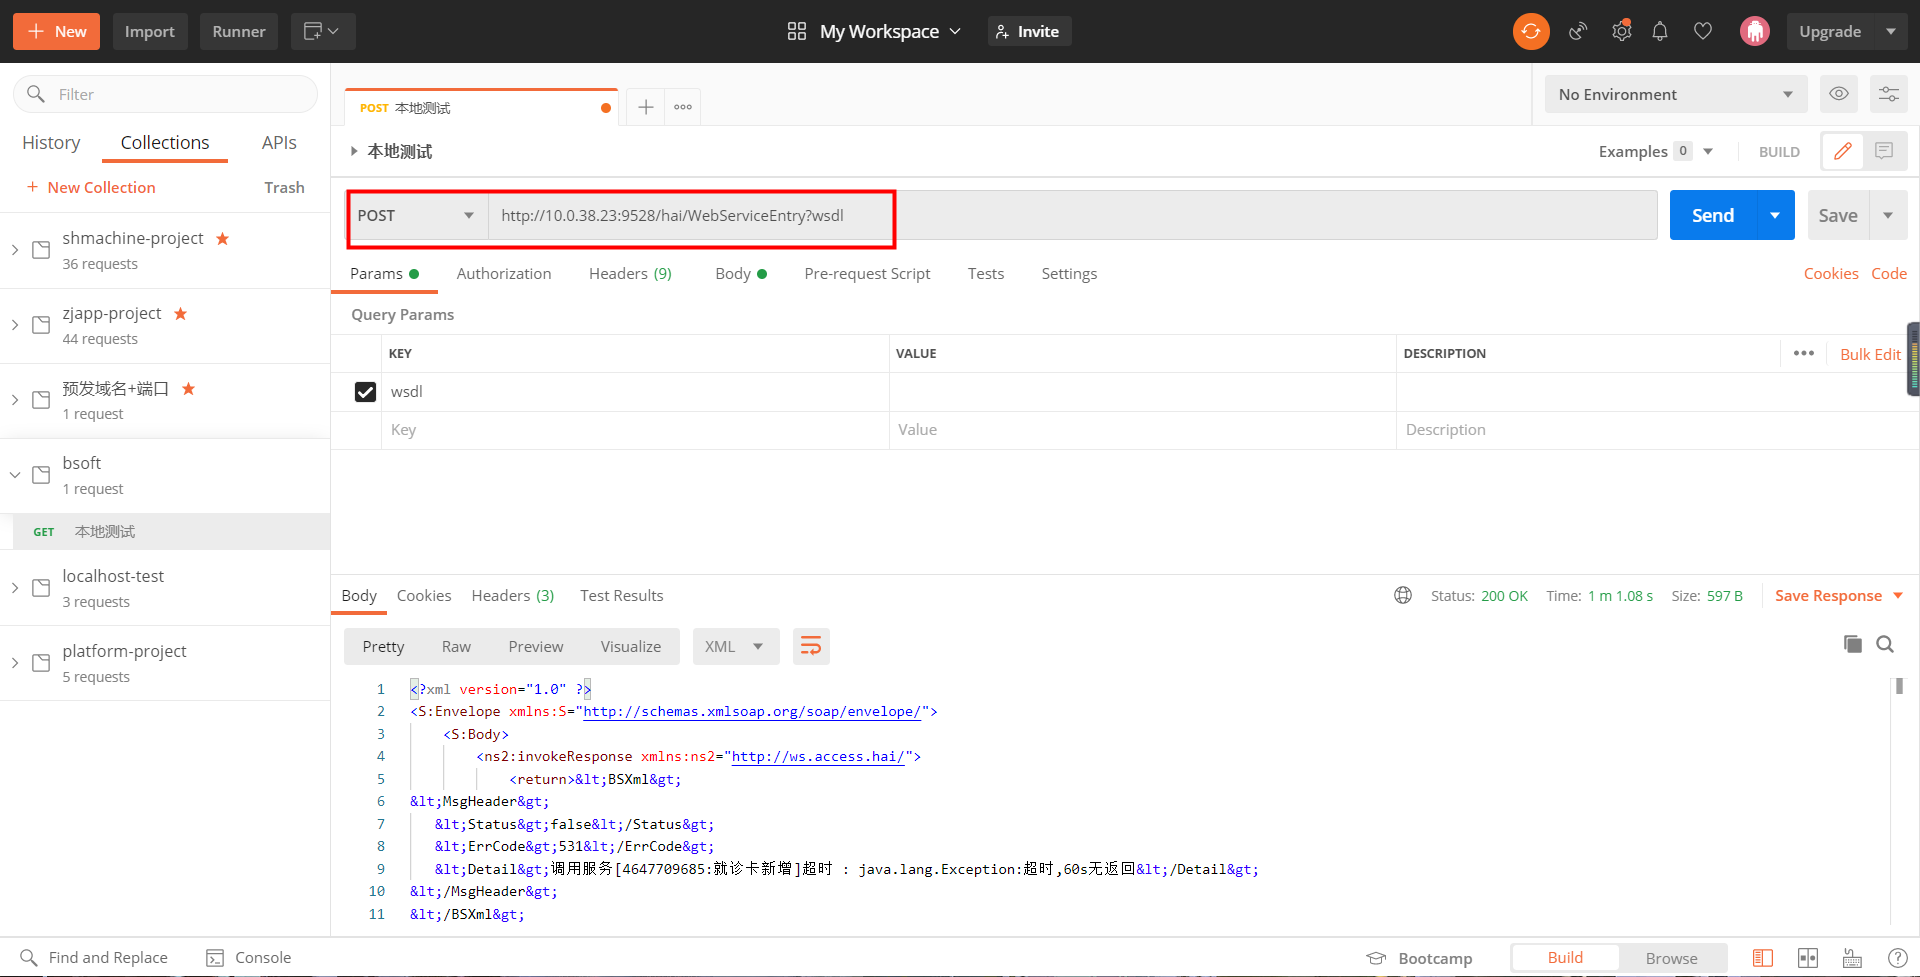 New
Import
Runner
My Workspace
Invite
Upgrade
Filter
History
Collections
APIs
+ New Collection
Trash
shmachine-project
36 requests
zjapp-project
44 requests
预发域名+端口
1 request
bsoft
1 request
GET 本地测试
localhost-test
3 requests
platform-project
5 requests
POST 本地测试
No Environment
本地测试
Examples 0
BUILD
POST
http://10.0.38.23:9528/hai/WebServiceEntry?wsdl
Send
Save
Params
Authorization
Headers (9)
Body
Pre-request Script
Tests
Settings
Cookies
Code
Query Params
KEY
VALUE
DESCRIPTION
Bulk Edit
wsdl
Key
Value
Description
Body
Cookies
Headers (3)
Test Results
Status: 200 OK
Time: 1 m 1.08 s
Size: 597 B
Save Response
Pretty
Raw
Preview
Visualize
XML
1 <?xml version="1.0" ?>
2 <S:Envelope xmlns:S="http://schemas.xmlsoap.org/soap/envelope/">
3 <S:Body>
4 <ns2:invokeResponse xmlns:ns2="http://ws.access.hai/">
5 <return>&lt;BSXml&gt;
6 &lt;MsgHeader&gt;
7 &lt;Status&gt;false&lt;/Status&gt;
8 &lt;ErrCode&gt;531&lt;/ErrCode&gt;
9 &lt;Detail&gt;调用服务[4647709685:就诊卡新增]超时 : java.lang.Exception:超时,60s无返回&lt;/Detail&gt;
10 &lt;/MsgHeader&gt;
11 &lt;/BSXml&gt;
Find and Replace
Console
Bootcamp
Build
Browse